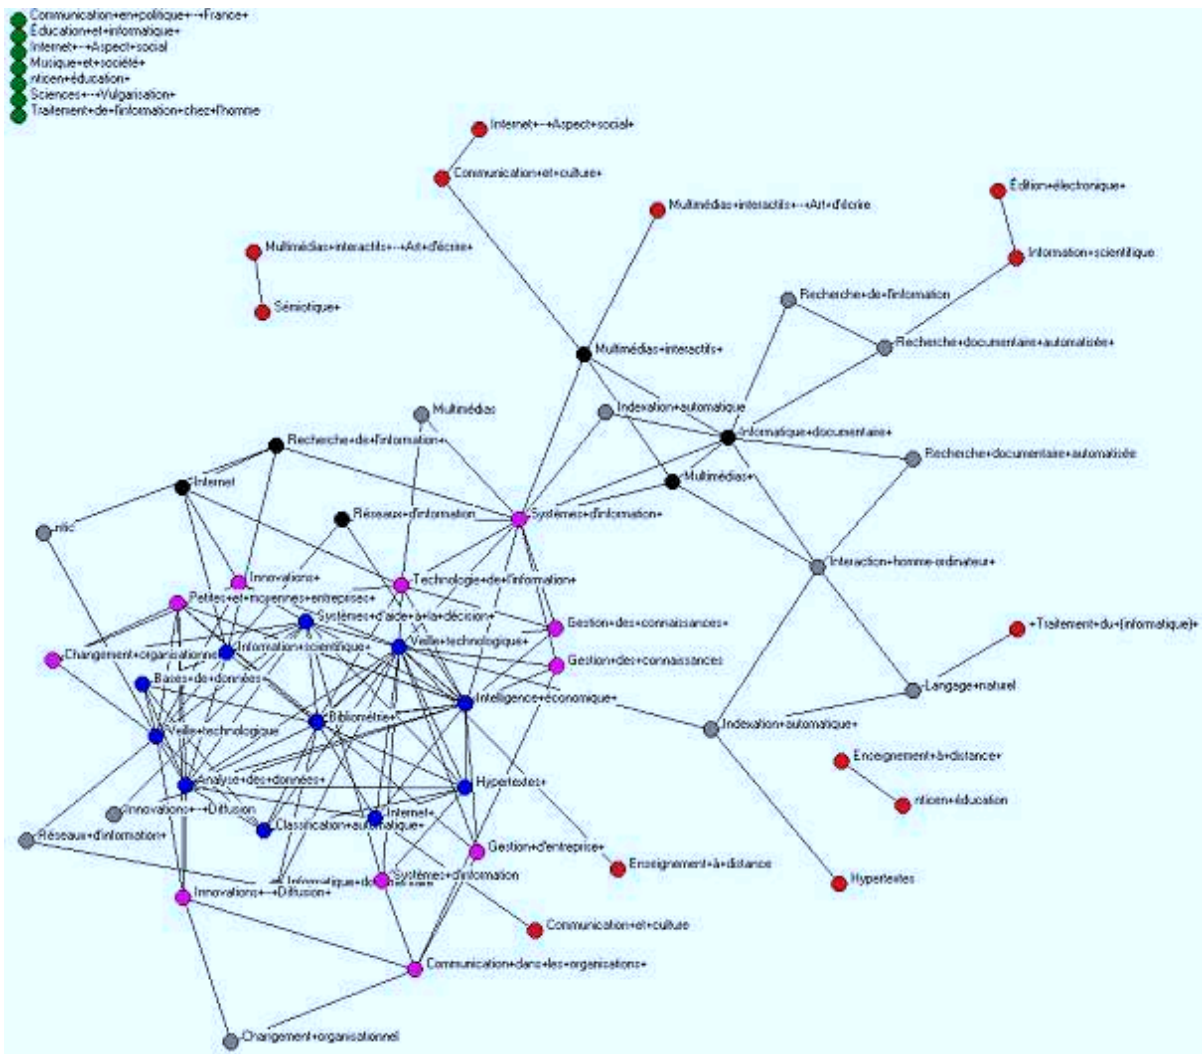 Communication+en+politique+--+France+
Éducation+et+informatique+
Internet+--+Aspect+social
Musique+et+société+
nticen+éducation+
Sciences+--+Vulgarisation+
Traitement+de+l'information+chez+l'homme
Internet+--+Aspect+social+
Communication+et+culture+
Édition+électronique+
Multimédias+interactifs+--+Art+d'écrire
Multimédias+interactifs+--+Art+d'écrire+
Information+scientifique
Recherche+de+l'information
Sémiotique+
Recherche+documentaire+automatisée+
Multimédias+interactifs+
Multimédias
Indexation+automatique
Informatique+documentaire+
Recherche+de+l'information+
Recherche+documentaire+automatisée
Multimédias+
Internet
Réseaux+d'information
Systèmes+d'information+
ntic
Interaction+homme-ordinateur+
Innovations+
Technologie+de+l'information+
Petites+et+moyennes+entreprises+
Systèmes+d'aide+à+la+décision+
Gestion+des+connaissances+
+Traitement+du+(informatique)+
Veille+technologique+
Information+scientifique+
Changement+organisationnel
Gestion+des+connaissances
Bases+de+données+
Langage+naturel
Intelligence+économique+
Bibliométrie+
Indexation+automatique+
Veille+technologique
Enseignement+à+distance+
Analyse+des+données+
Hypertextes+
nticen+éducation
Innovations+--+Diffusion
Internet+
Classification+automatique+
Réseaux+d'information+
Gestion+d'entreprise+
Enseignement+à+distance
Systèmes+d'information
Hypertextes
Innovations+--+Diffusion+
Communication+et+culture
Communication+dans+les+organisations+
Changement+organisationnel